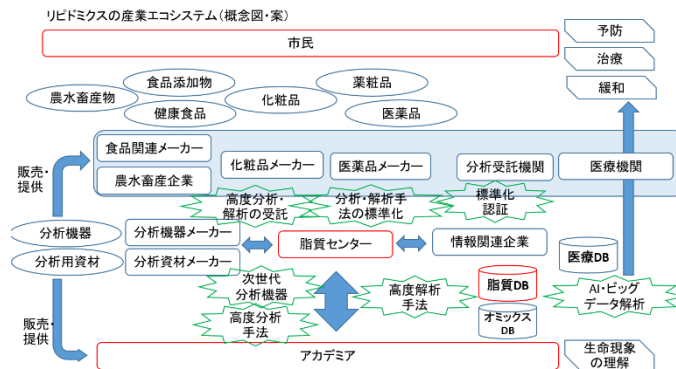 リピドミクスの産業エコシステム(概念図・案)
予防
市民
治療
緩和
食品添加物
薬粧品
農水畜産物
化粧品
健康食品
医薬品
食品関連メーカー
化粧品メーカー
医薬品メーカー
分析受託機関
医療機関
農水畜産企業
販売・
提供
高度分析・
解析の受託
分析・解析手
法の標準化
標準化
認証
分析機器
分析機器メーカー
脂質センター
情報関連企業
医療DB
分析用資材
分析資材メーカー
次世代
分析機器
高度解析
手法
脂質DB
AI・ビッグ
データ解析
高度分析
手法
オミックス
DB
販売・
提供
アカデミア
生命現象
の理解